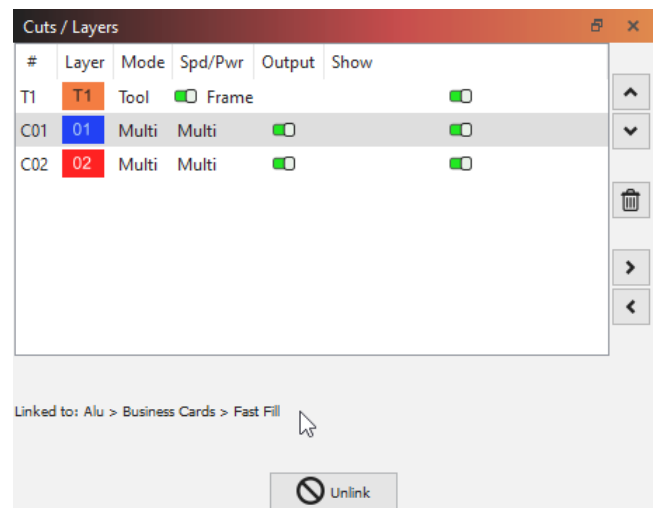 Cuts / Layers
# Layer Mode Spd/Pwr Output Show
T1 T1 Tool Frame
C01 01 Multi Multi
C02 02 Multi Multi
Linked to: Alu > Business Cards > Fast Fill
Unlink